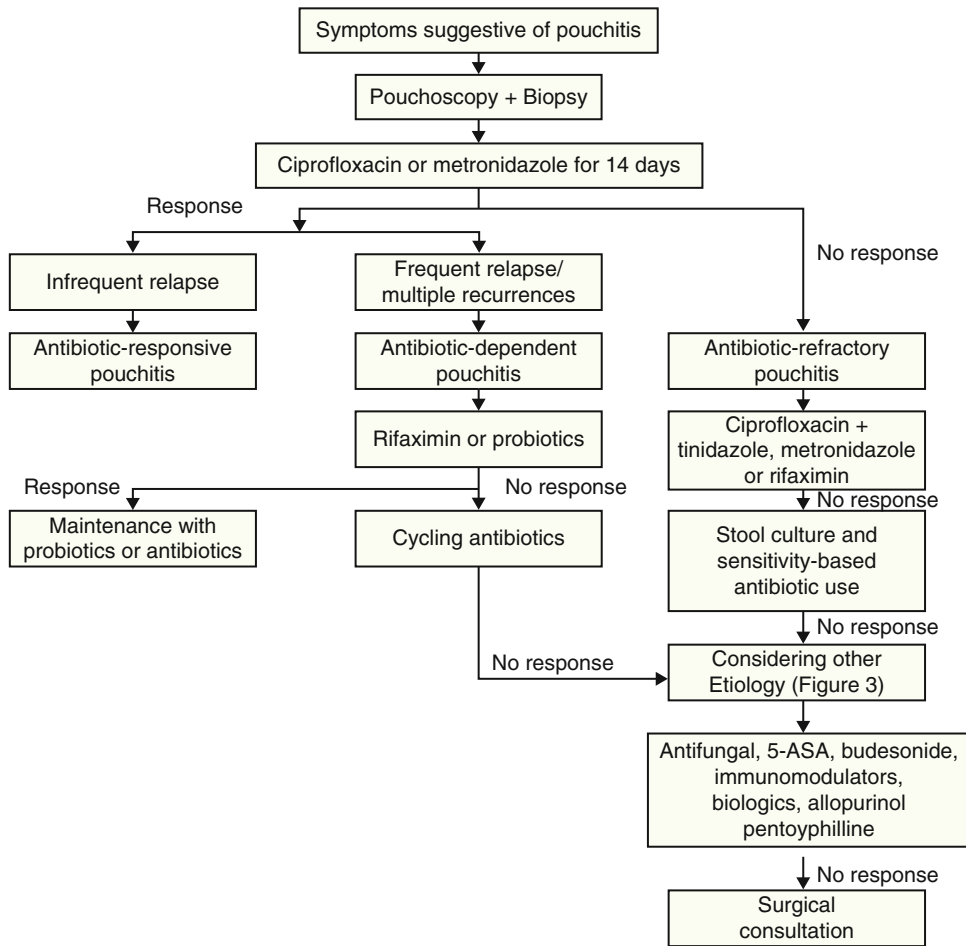 Symptoms suggestive of pouchitis
Pouchoscopy + Biopsy
Ciprofloxacin or metronidazole for 14 days
Response
No response
Infrequent relapse
Frequent relapse/
multiple recurrences
Antibiotic-responsive
pouchitis
Antibiotic-dependent
pouchitis
Antibiotic-refractory
pouchitis
Rifaximin or probiotics
Ciprofloxacin +
tinidazole, metronidazole
or rifaximin
Response
No response
No response
Maintenance with
probiotics or antibiotics
Cycling antibiotics
Stool culture and
sensitivity-based
antibiotic use
No response
No response
Considering other
Etiology (Figure 3)
Antifungal, 5-ASA, budesonide,
immunomodulators,
biologics, allopurinol
pentoyphilline
No response
Surgical
consultation